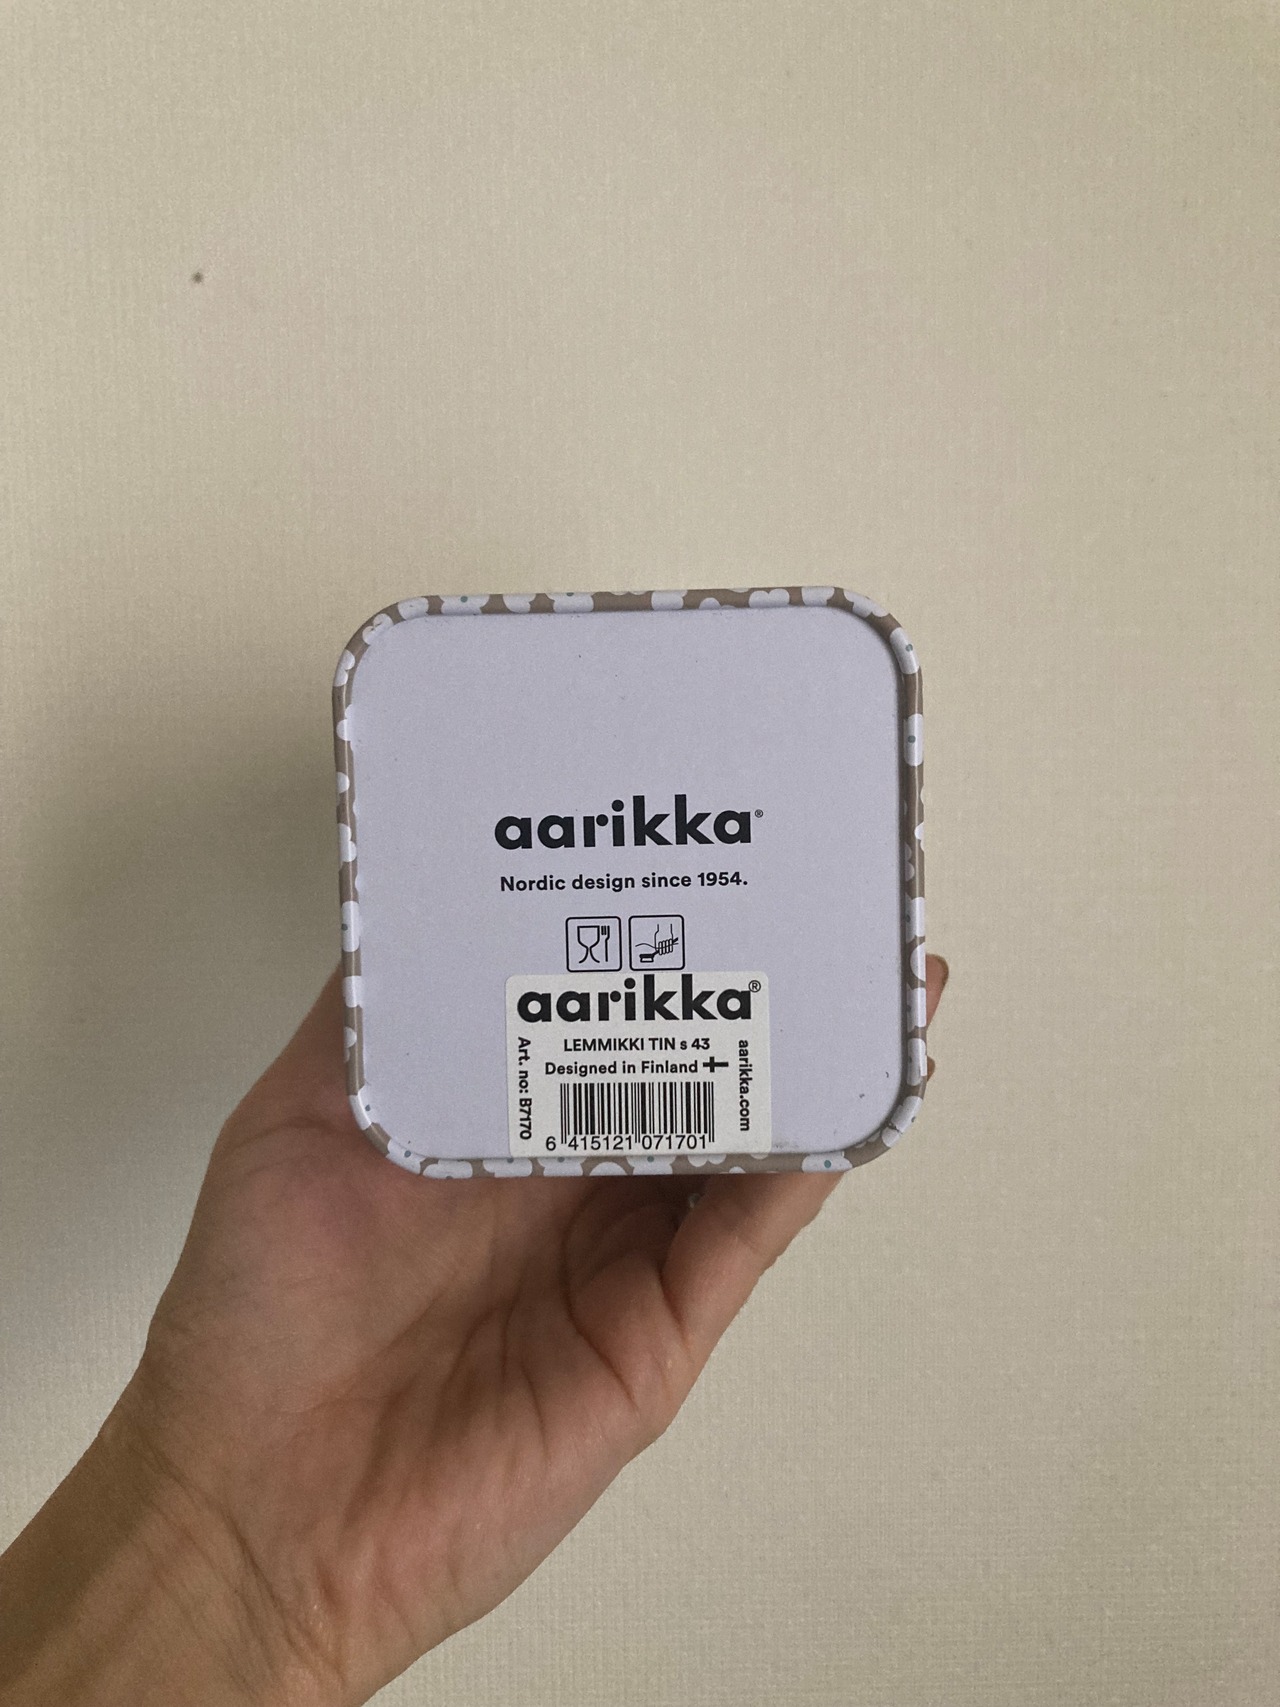 aarikka®
Nordic design since 1954.
aarikka®
LEMMIKKI TIN s 43
Designed in Finland
Art. no: B7170
aarikka.com
6 415121 071701